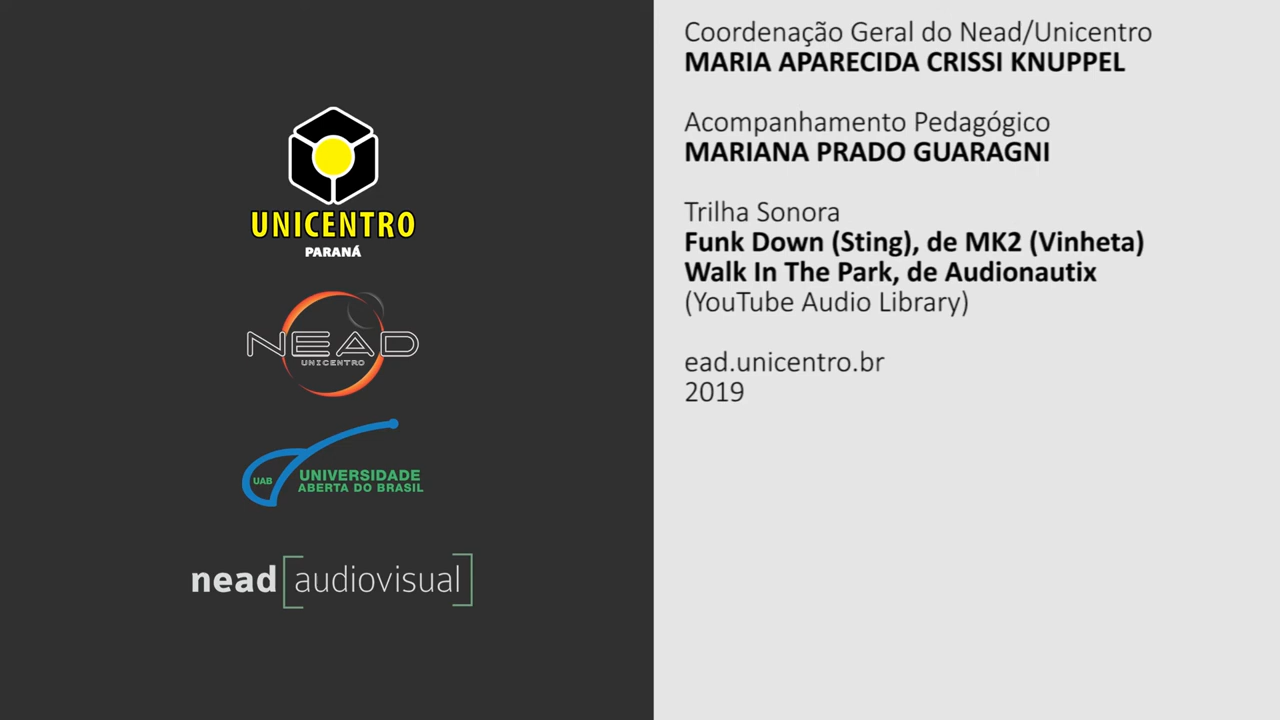 UNICENTRO
PARANÁ
NEAD
UNICENTRO
UAB
UNIVERSIDADE
ABERTA DO BRASIL
nead[audiovisual]
Coordenação Geral do Nead/Unicentro
MARIA APARECIDA CRISSI KNUPPEL
Acompanhamento Pedagógico
MARIANA PRADO GUARAGNI
Trilha Sonora
Funk Down (Sting), de MK2 (Vinheta)
Walk In The Park, de Audionautix
(YouTube Audio Library)
ead.unicentro.br
2019